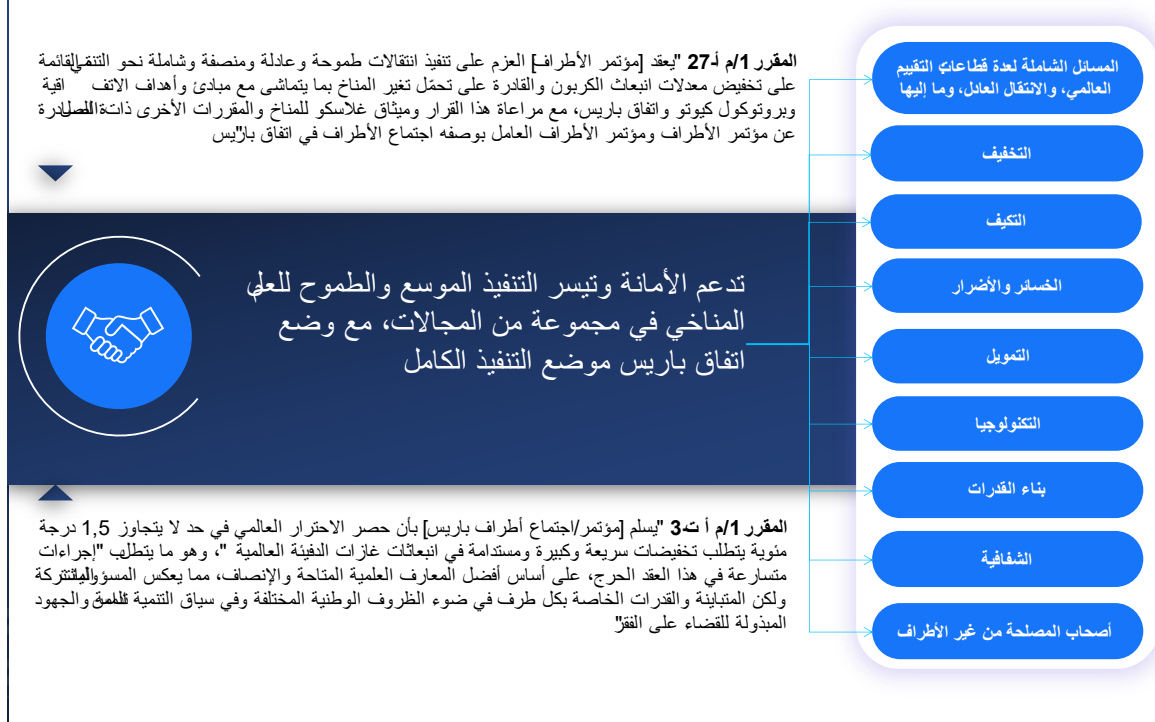 المقرر 1/م أ-27 "يعقد [مؤتمر الأطراف] العزم على تنفيذ انتقالات طموحة وعادلة ومنصفة وشاملة نحو القائمة
على تخفيض معدلات انبعاث الكربون والقادرة على تحمّل تغير المناخ بما يتماشى مع مبادئ وأهداف الاتف اقية
وبروتوكول كيوتو واتفاق باريس، مع مراعاة هذا القرار وميثاق غلاسكو للمناخ والمقررات الأخرى ذات
عن مؤتمر الأطراف ومؤتمر الأطراف العامل بوصفه اجتماع الأطراف في اتفاق باريس"
تدعم الأمانة وتيسر التنفيذ الموسع والطموح
المناخي في مجموعة من المجالات، مع وضع
اتفاق باريس موضع التنفيذ الكامل
المقرر 1/م أ ت-3 "يسلم [مؤتمر/اجتماع أطراف باريس] بأن حصر الاحترار العالمي في حد لا يتجاوز 1,5 درجة
مئوية يتطلب تخفيضات سريعة وكبيرة ومستدامة في انبعاثات غازات الدفيئة العالمية "، وهو ما يتطلب "إجراءات
متسارعة في هذا العقد الحرج، على أساس أفضل المعارف العلمية المتاحة والإنصاف، مما يعكس
ولكن المتباينة والقدرات الخاصة بكل طرف في ضوء الظروف الوطنية المختلفة وفي سياق التنمية والجهود
المبذولة للقضاء على الفقر"
المسائل الشاملة لعدة قطاعات التقييم
العالمي، والانتقال العادل، وما إليها
التخفيف
التكيف
الخسائر والأضرار
التمويل
التكنولوجيا
بناء القدرات
الشفافية
أصحاب المصلحة من غير الأطراف